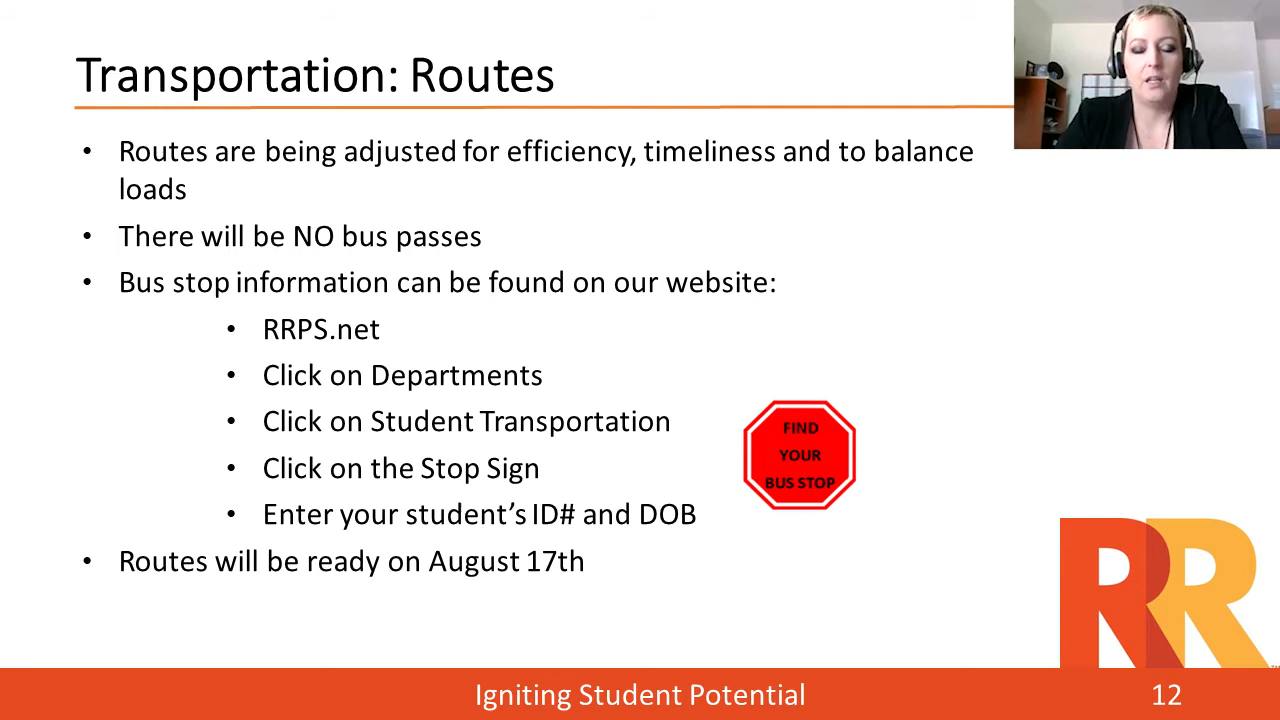 Transportation: Routes
• Routes are being adjusted for efficiency, timeliness and to balance
loads
• There will be NO bus passes
• Bus stop information can be found on our website:
• RRPS.net
• Click on Departments
• Click on Student Transportation
• Click on the Stop Sign
• Enter your student's ID# and DOB
• Routes will be ready on August 17th
FIND
YOUR
BUS STOP
RR
TM
Igniting Student Potential
12